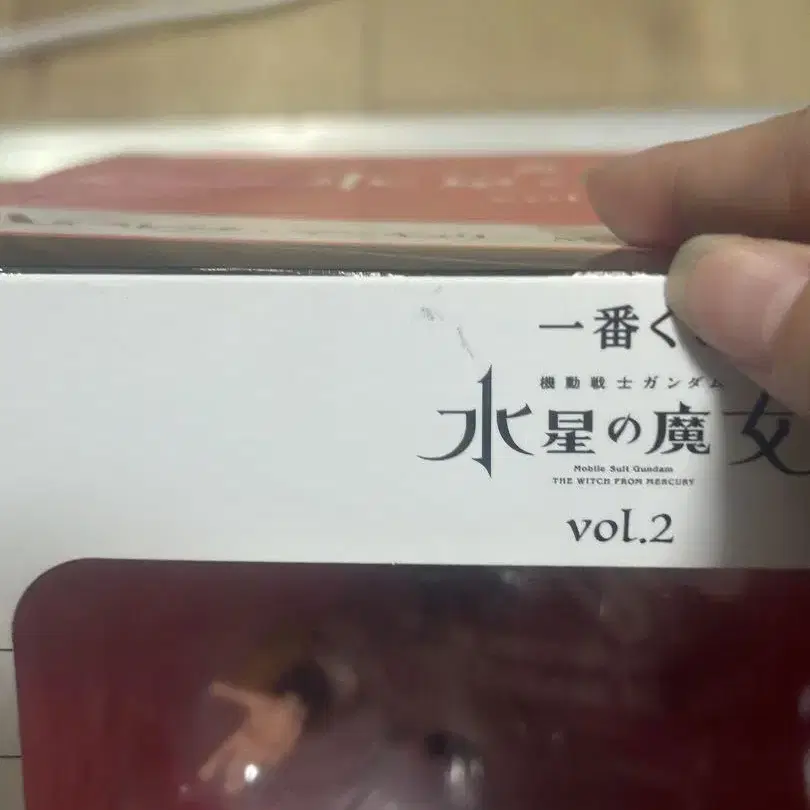 一番く
機動戦士ガンダム
水星の魔女
Mobile Suit Gundam
THE WITCH FROM MERCURY
vol.2